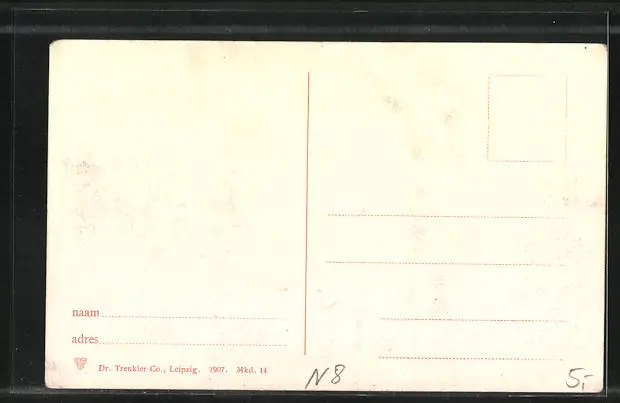 naam
adres
Dr. Trenkler Co., Leipzig. 1907. Mkd. 14
N8
5,-